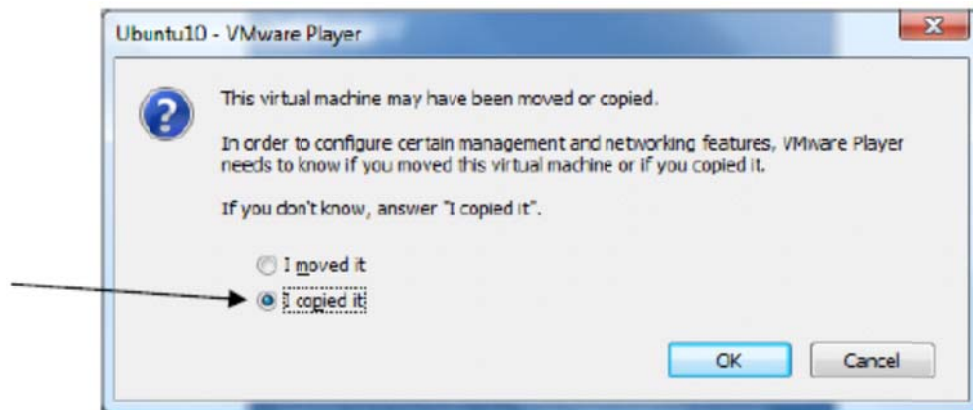 Ubuntu10 - VMware Player
This virtual machine may have been moved or copied.
In order to configure certain management and networking features, VMware Player
needs to know if you moved this virtual machine or if you copied it.
If you don't know, answer "I copied it".
I moved it
I copied it
OK
Cancel